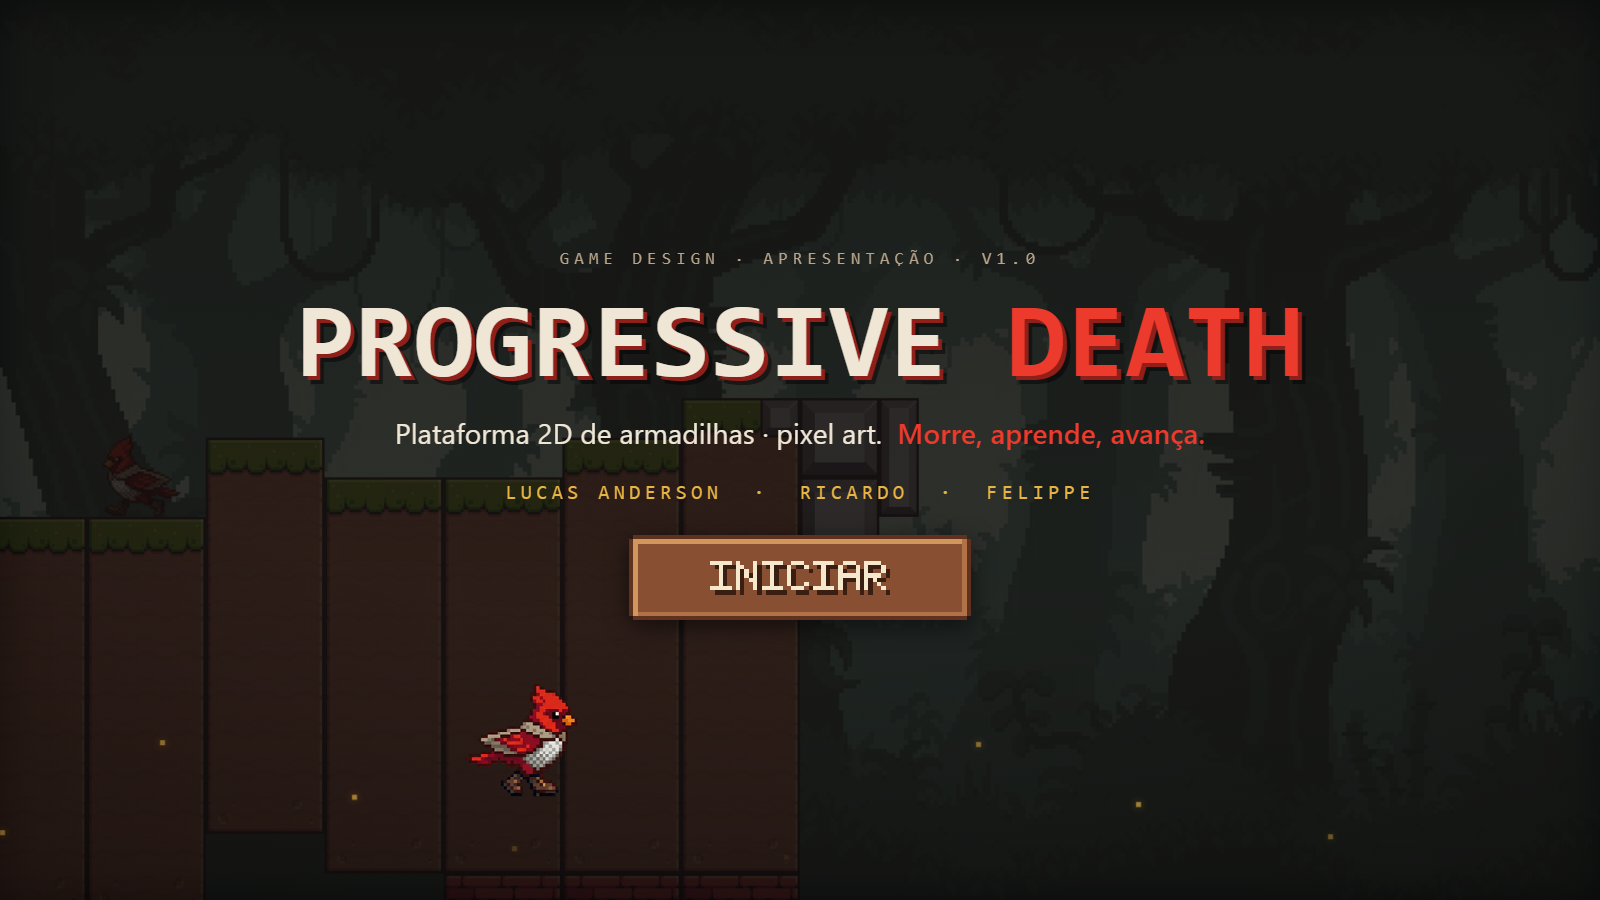 GAME DESIGN · APRESENTAÇÃO · V1.0
PROGRESSIVE DEATH
Plataforma 2D de armadilhas · pixel art. Morre, aprende, avança.
LUCAS ANDERSON · RICARDO · FELIPPE
INICIAR